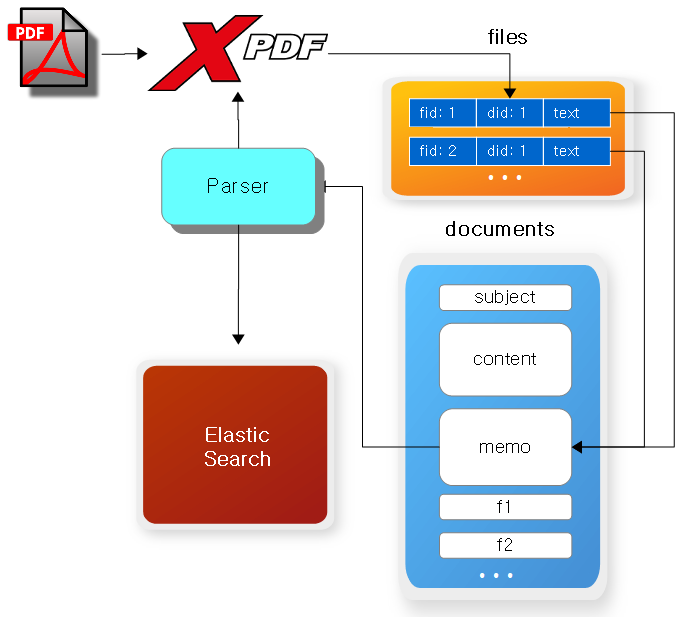 PDF
XPDF
files
fid: 1 did: 1 text
fid: 2 did: 1 text
Parser
documents
subject
content
Elastic
Search
memo
f1
f2